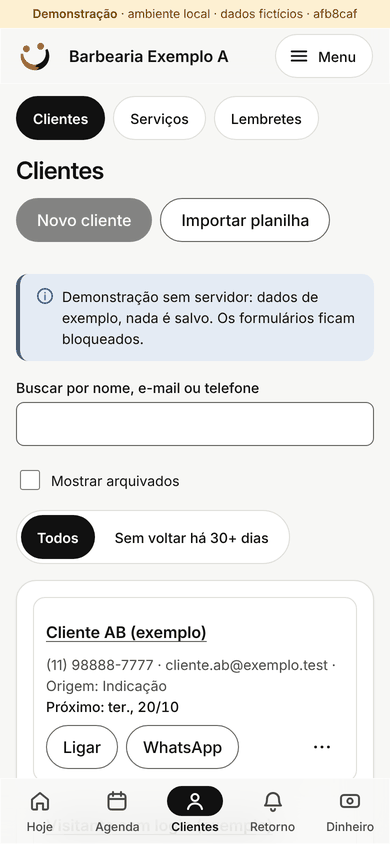 Demonstração · ambiente local · dados fictícios · afb8caf
Barbearia Exemplo A
Menu
Clientes
Serviços
Lembretes
Clientes
Novo cliente
Importar planilha
Demonstração sem servidor: dados de
exemplo, nada é salvo. Os formulários ficam
bloqueados.
Buscar por nome, e-mail ou telefone
Mostrar arquivados
Todos
Sem voltar há 30+ dias
Cliente AB (exemplo)
(11) 98888-7777 · cliente.ab@exemplo.test ·
Origem: Indicação
Próximo: ter., 20/10
Ligar
WhatsApp
Hoje
Agenda
Clientes
Retorno
Dinheiro